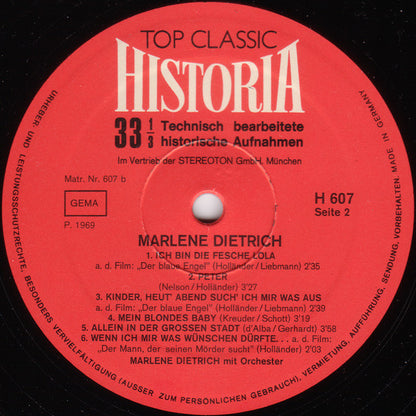 TOP CLASSIC
HISTORIA
33 1/3 Technisch bearbeitete
historische Aufnahmen
Im Vertrieb der STEREOTON GmbH. München
Matr. Nr. 607 b
GEMA
P. 1969
H 607
Seite 2
MARLENE DIETRICH
1. ICH BIN DIE FESCHE LOLA
a. d. Film: „Der blaue Engel" (Holländer/Liebmann) 2'35
2. PETER
(Nelson/Holländer) 3'27
3. KINDER, HEUT' ABEND SUCH' ICH MIR WAS AUS
a. d. Film: „Der blaue Engel" (Holländer/Liebmann) 2'39
4. MEIN BLONDES BABY (Kreuder/Schott) 3'19
5. ALLEIN IN DER GROSSEN STADT (d'Alba/Gerhardt) 3'58
6. WENN ICH MIR WAS WÜNSCHEN DÜRFTE. . . a. d. Film:
„Der Mann, der seinen Mörder sucht" (Holländer) 2'03
MARLENE DIETRICH mit Orchester
URHEBER- UND LEISTUNGSSCHUTZRECHTE, BESONDERS VERVIELFÄLTIGUNG (AUSSER ZUM PERSÖNLICHEN GEBRAUCH), VERMIETUNG, AUFFÜHRUNG, SENDUNG, VORBEHALTEN. MADE IN GERMANY